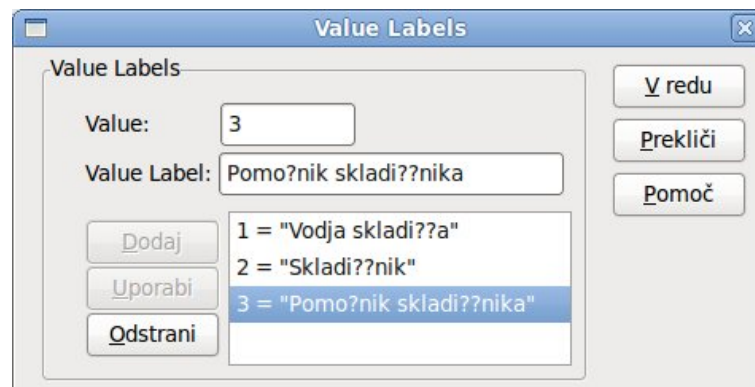 Value Labels
Value Labels
Value: 3
Value Label: Pomo?nik skladi??nika
Dodaj
Uporabi
Odstrani
1 = "Vodja skladi??a"
2 = "Skladi??nik"
3 = "Pomo?nik skladi??nika"
V redu
Prekliči
Pomoč